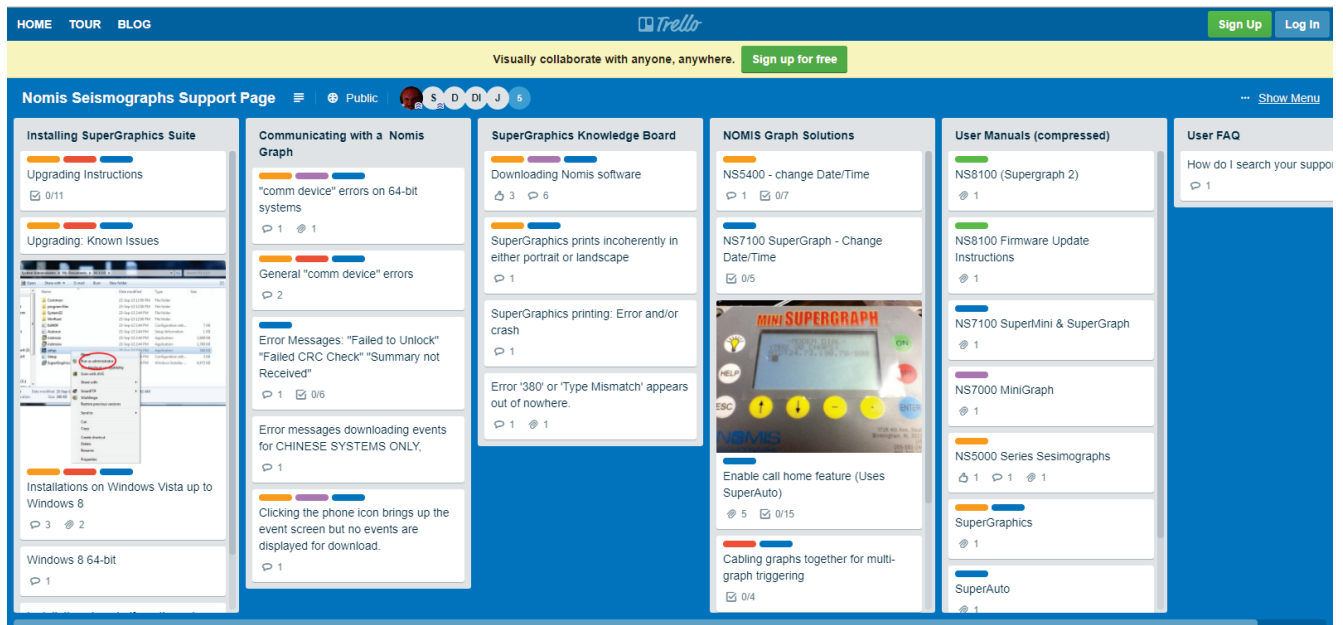 HOME TOUR BLOG
Trello
Sign Up Log In
Visually collaborate with anyone, anywhere. Sign up for free
Nomis Seismographs Support Page
Public
S D DI J 5
... Show Menu
Installing SuperGraphics Suite
Upgrading Instructions
0/11
Upgrading: Known Issues
Installations on Windows Vista up to
Windows 8
3 2
Windows 8 64-bit
1
Communicating with a Nomis
Graph
"comm device" errors on 64-bit
systems
1 1
General "comm device" errors
2
Error Messages: "Failed to Unlock"
"Failed CRC Check" "Summary not
Received"
1 0/6
Error messages downloading events
for CHINESE SYSTEMS ONLY,
1
Clicking the phone icon brings up the
event screen but no events are
displayed for download.
1
SuperGraphics Knowledge Board
Downloading Nomis software
3 6
SuperGraphics prints incoherently in
either portrait or landscape
1
SuperGraphics printing: Error and/or
crash
1
Error '380' or 'Type Mismatch' appears
out of nowhere.
1 1
NOMIS Graph Solutions
NS5400 - change Date/Time
1 0/7
NS7100 SuperGraph - Change
Date/Time
0/5
MINI SUPERGRAPH
ON
HELP
ESC
ENTER
NOMIS
Enable call home feature (Uses
SuperAuto)
5 0/15
Cabling graphs together for multi-
graph triggering
0/4
User Manuals (compressed)
NS8100 (Supergraph 2)
1
NS8100 Firmware Update
Instructions
1
NS7100 SuperMini & SuperGraph
1
NS7000 MiniGraph
1
NS5000 Series Sesimographs
1 1 1
SuperGraphics
1
SuperAuto
1
User FAQ
How do I search your suppor
1